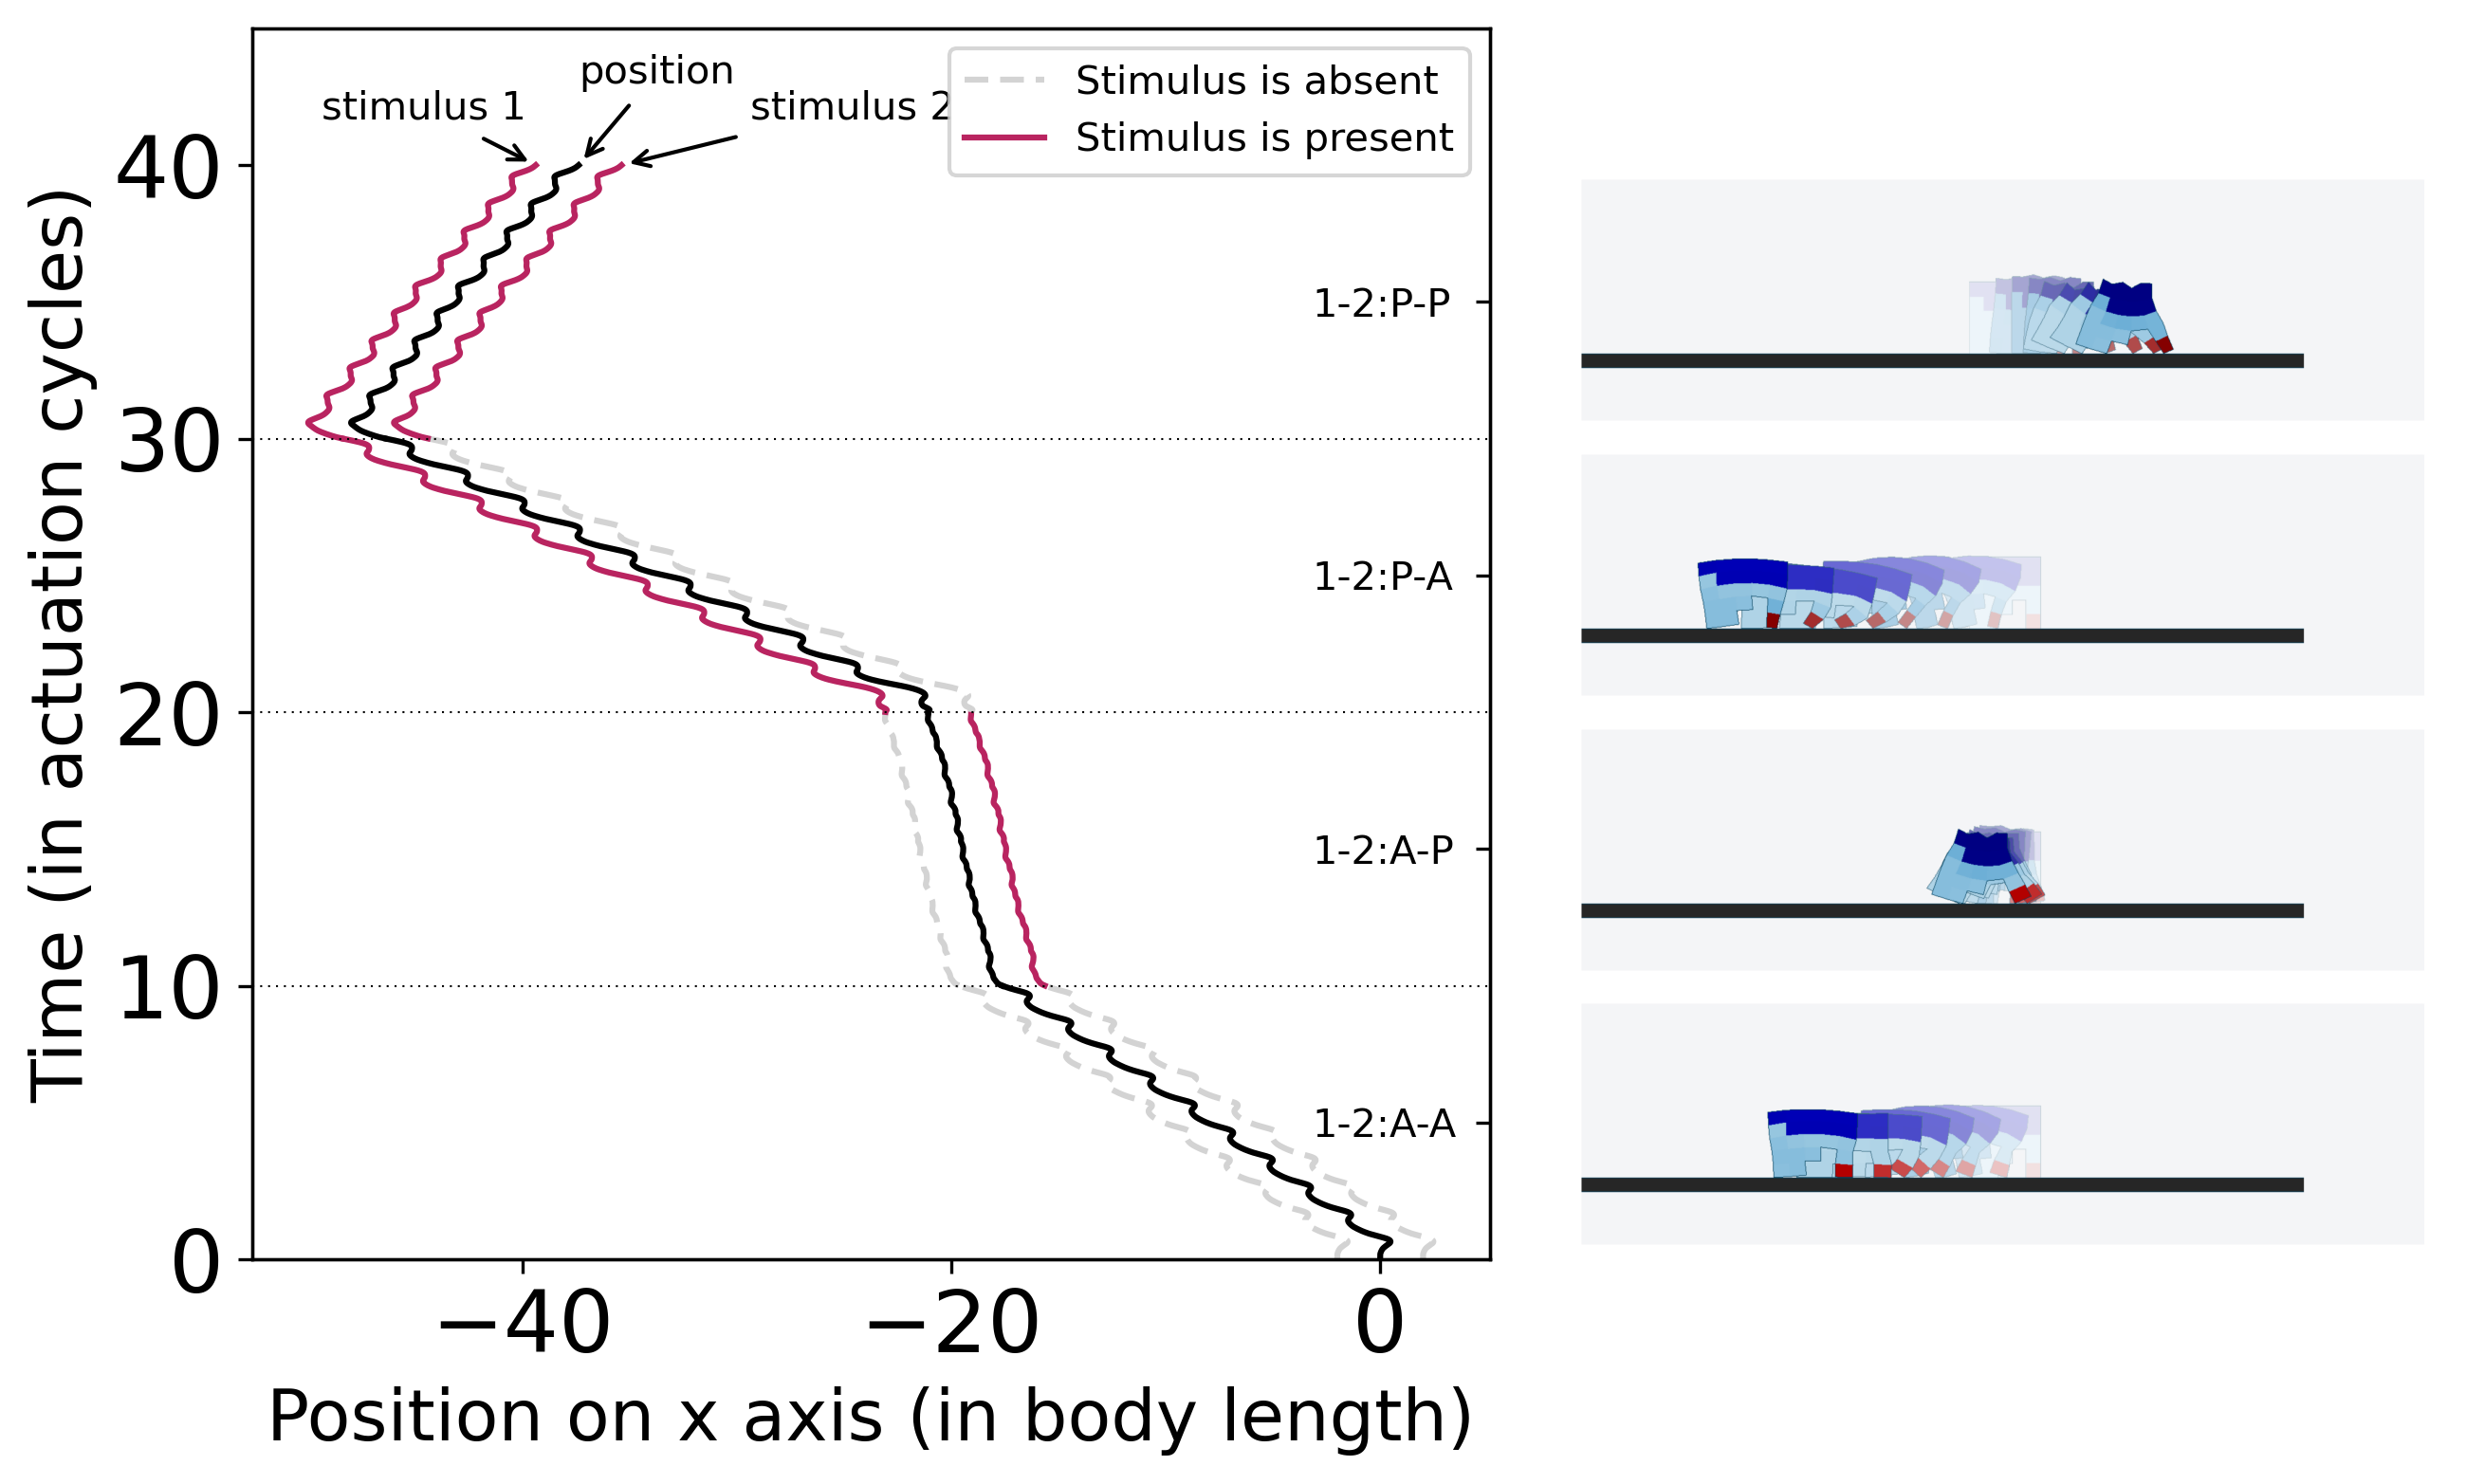 position
stimulus 1
stimulus 2
Stimulus is absent
Stimulus is present
Time (in actuation cycles)
40
30
20
10
0
1-2:P-P
1-2:P-A
1-2:A-P
1-2:A-A
−40
−20
0
Position on x axis (in body length)